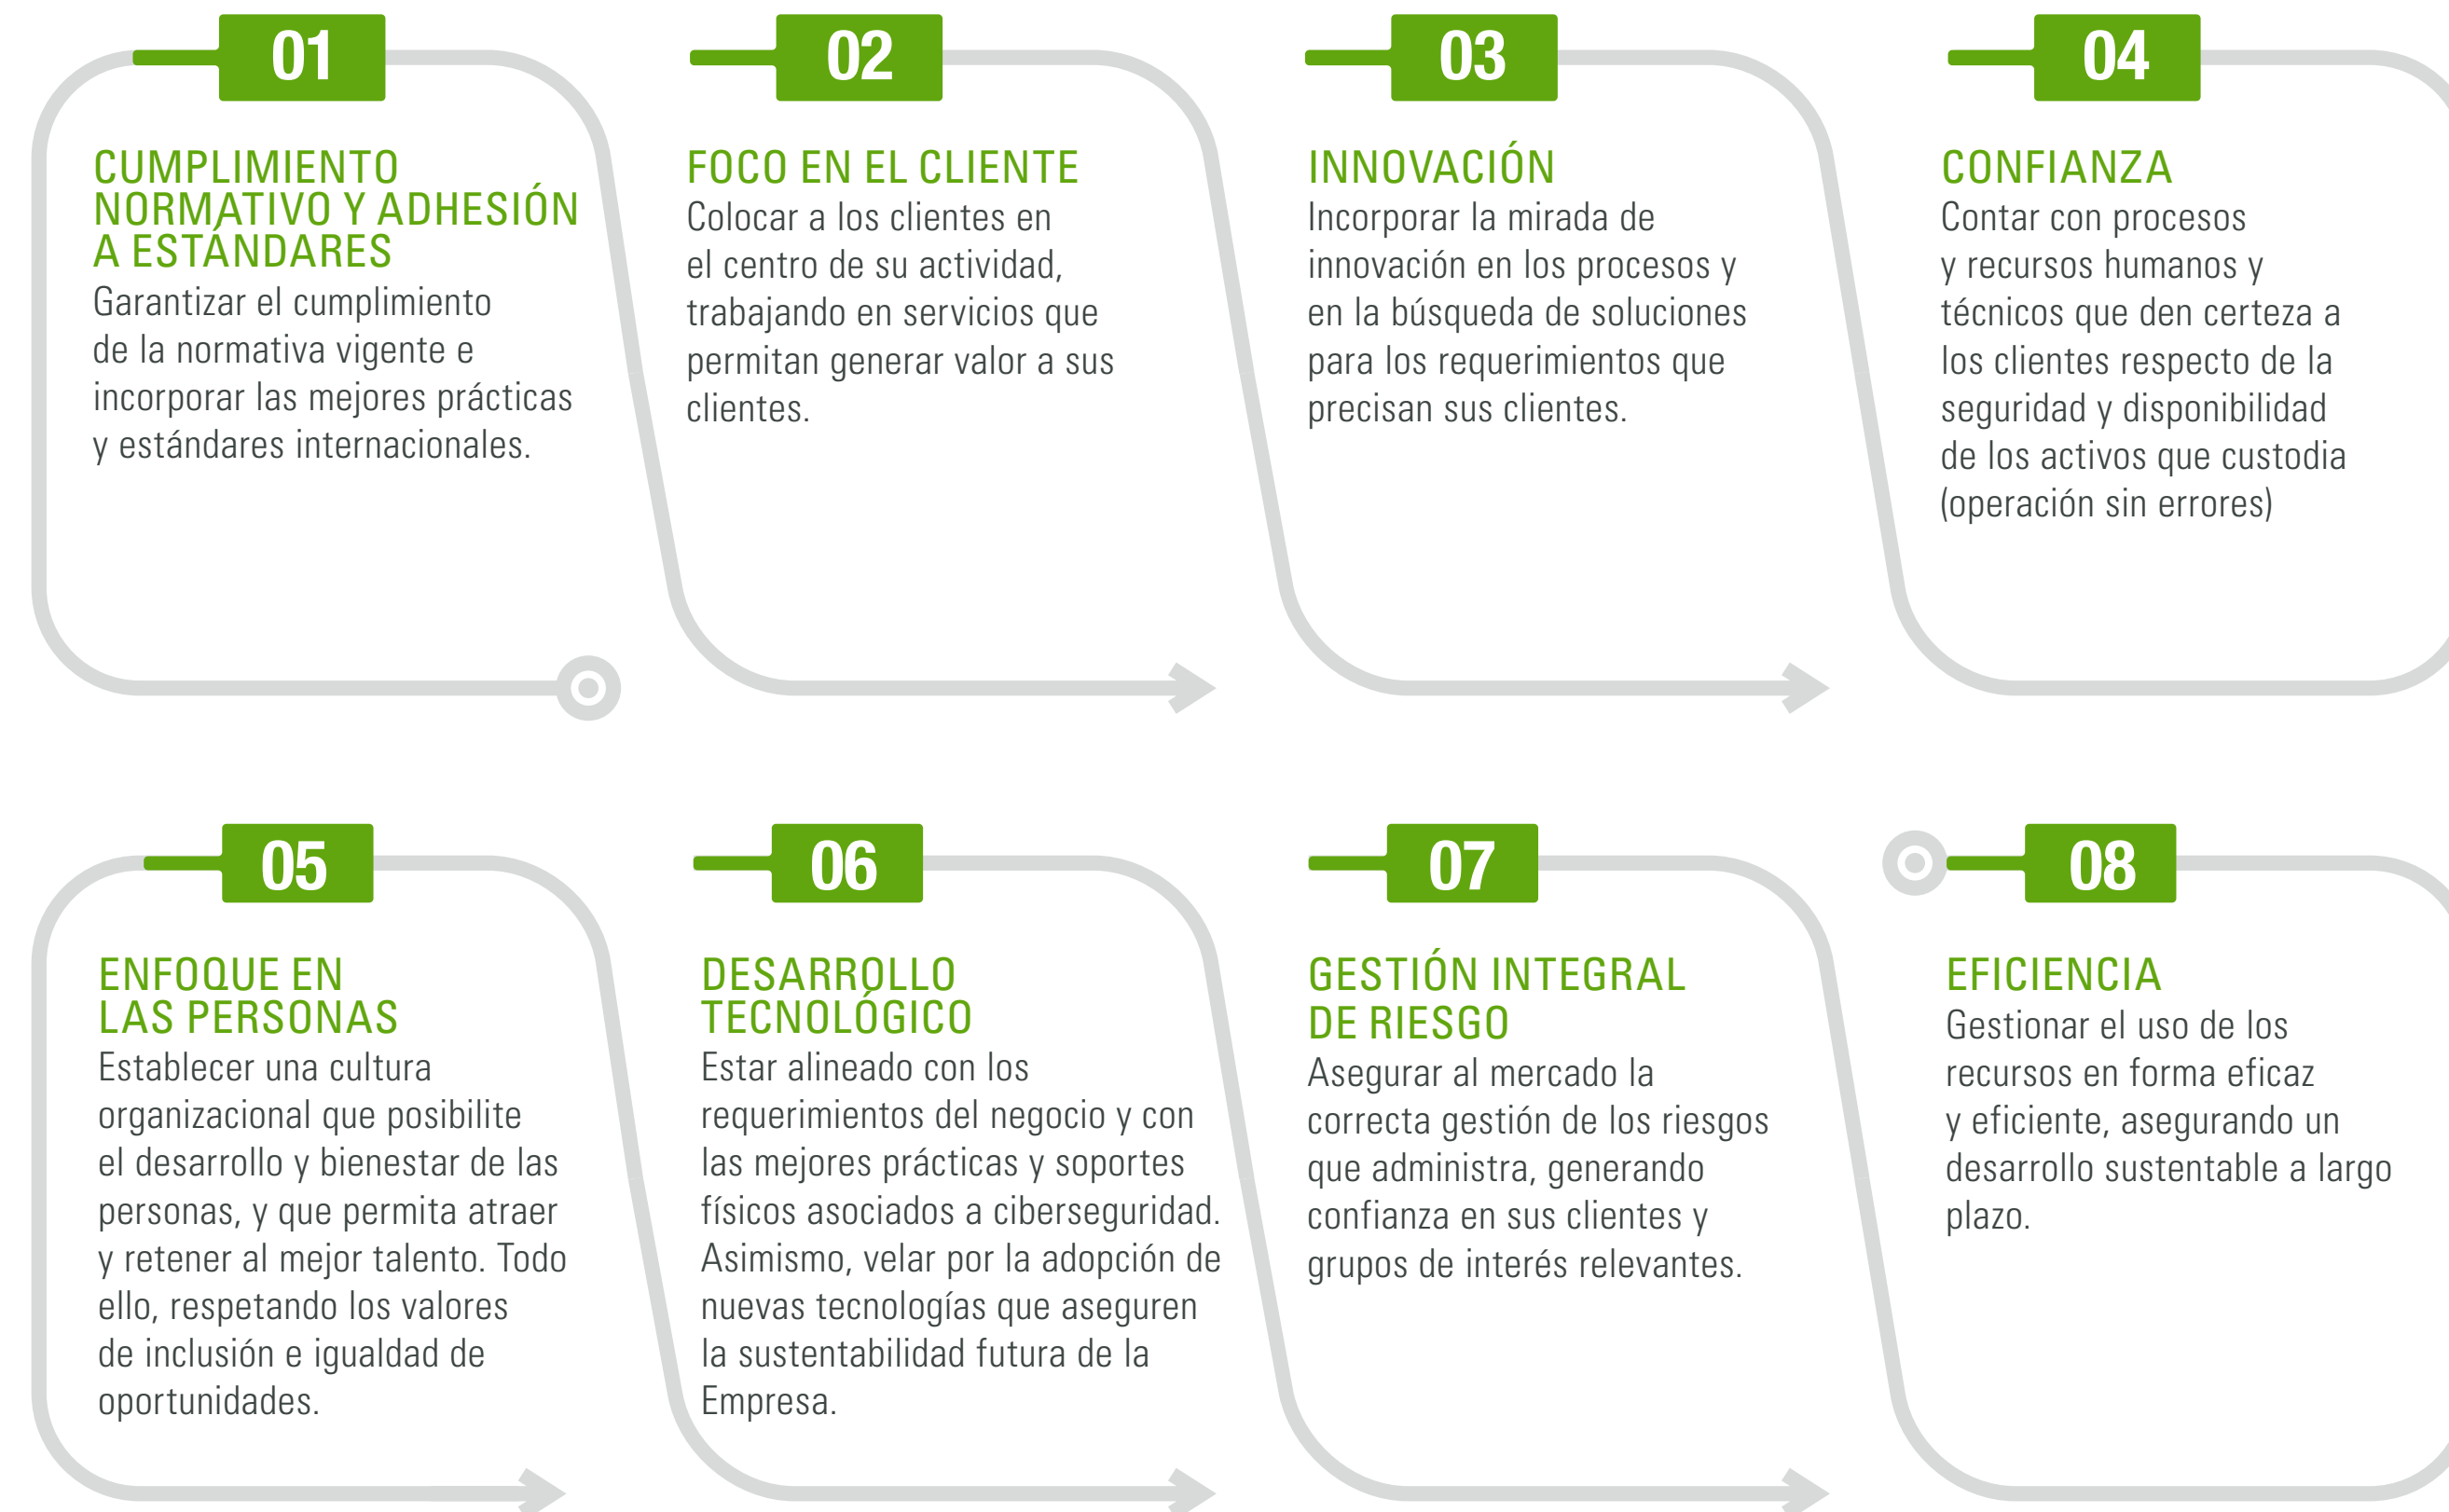 01
CUMPLIMIENTO
NORMATIVO Y ADHESIÓN
A ESTÁNDARES
Garantizar el cumplimiento
de la normativa vigente e
incorporar las mejores prácticas
y estándares internacionales.
02
FOCO EN EL CLIENTE
Colocar a los clientes en
el centro de su actividad,
trabajando en servicios que
permitan generar valor a sus
clientes.
03
INNOVACIÓN
Incorporar la mirada de
innovación en los procesos y
en la búsqueda de soluciones
para los requerimientos que
precisan sus clientes.
04
CONFIANZA
Contar con procesos
y recursos humanos y
técnicos que den certeza a
los clientes respecto de la
seguridad y disponibilidad
de los activos que custodia
(operación sin errores)
05
ENFOQUE EN
LAS PERSONAS
Establecer una cultura
organizacional que posibilite
el desarrollo y bienestar de las
personas, y que permita atraer
y retener al mejor talento. Todo
ello, respetando los valores
de inclusión e igualdad de
oportunidades.
06
DESARROLLO
TECNOLÓGICO
Estar alineado con los
requerimientos del negocio y con
las mejores prácticas y soportes
físicos asociados a ciberseguridad.
Asimismo, velar por la adopción de
nuevas tecnologías que aseguren
la sustentabilidad futura de la
Empresa.
07
GESTIÓN INTEGRAL
DE RIESGO
Asegurar al mercado la
correcta gestión de los riesgos
que administra, generando
confianza en sus clientes y
grupos de interés relevantes.
08
EFICIENCIA
Gestionar el uso de los
recursos en forma eficaz
y eficiente, asegurando un
desarrollo sustentable a largo
plazo.